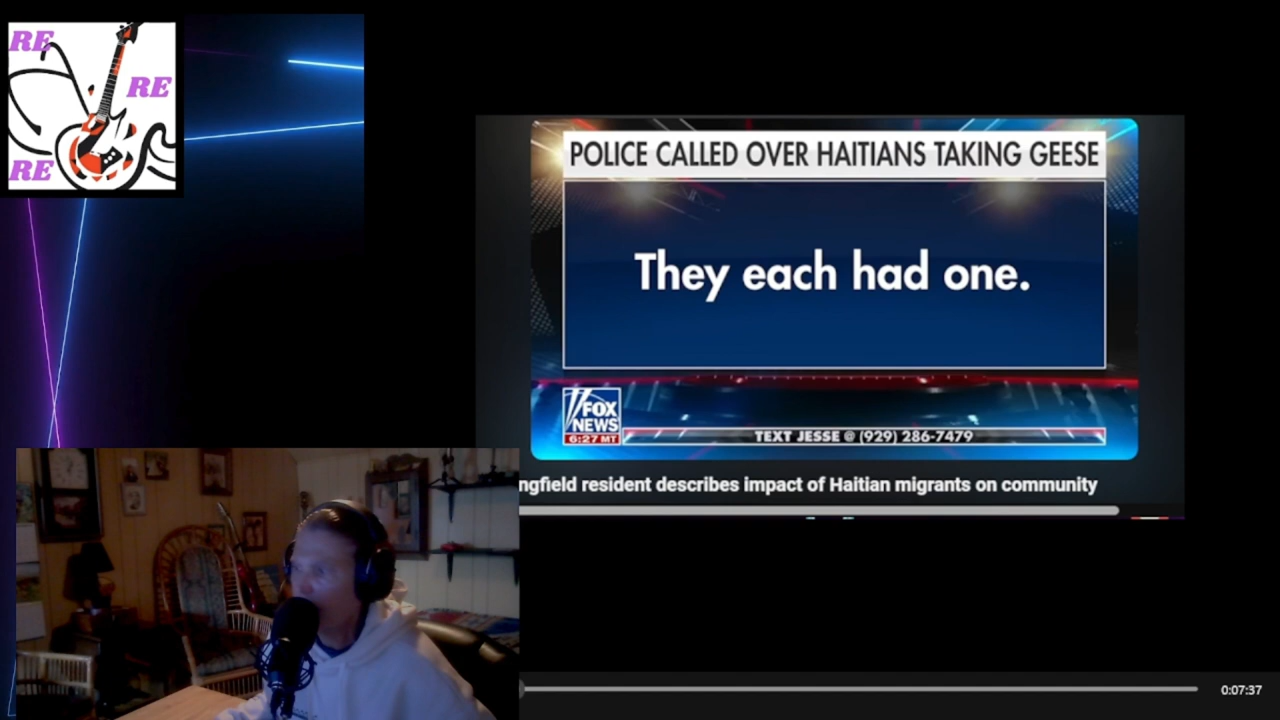 RE
RE
RE
POLICE CALLED OVER HAITIANS TAKING GEESE
They each had one.
FOX
NEWS
6:27 MT
TEXT JESSE @ (929) 286-7479
ngfield resident describes impact of Haitian migrants on community
0:07:37